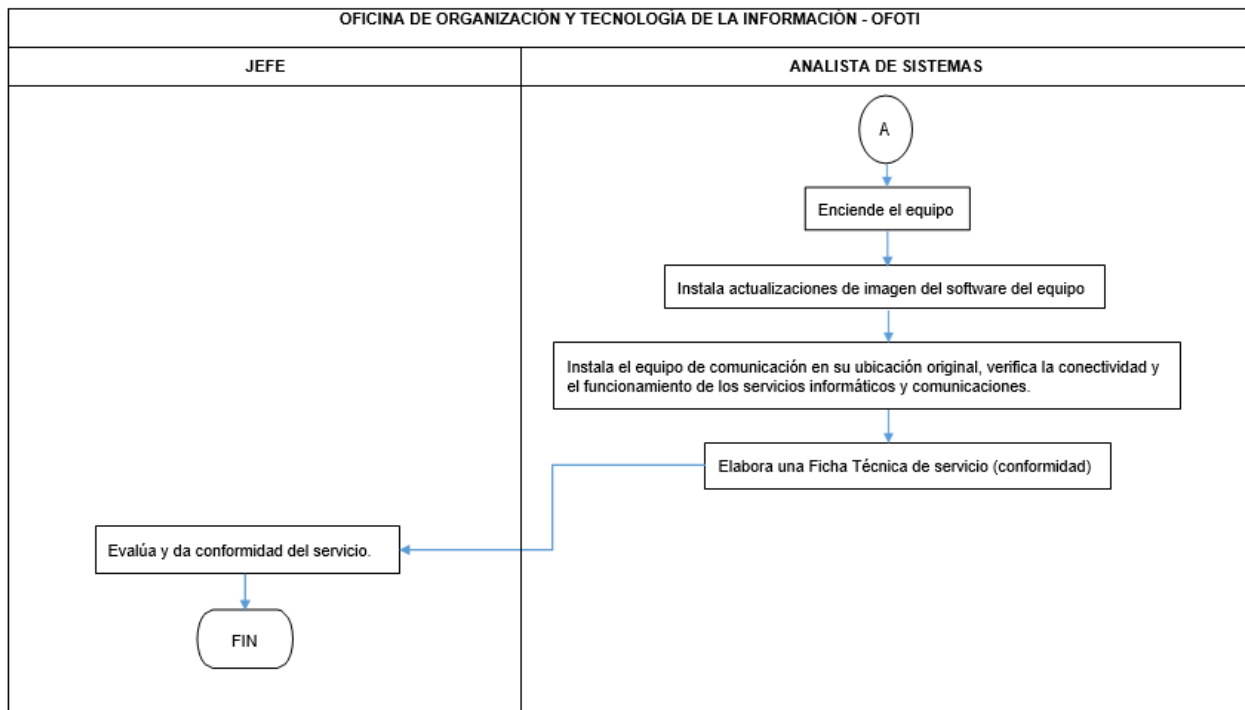 OFICINA DE ORGANIZACIÓN Y TECNOLOGÍA DE LA INFORMACIÓN - OFOTI
JEFE
ANALISTA DE SISTEMAS
A
Enciende el equipo
Instala actualizaciones de imagen del software del equipo
Instala el equipo de comunicación en su ubicación original, verifica la conectividad y
el funcionamiento de los servicios informáticos y comunicaciones.
Elabora una Ficha Técnica de servicio (conformidad)
Evalúa y da conformidad del servicio.
FIN